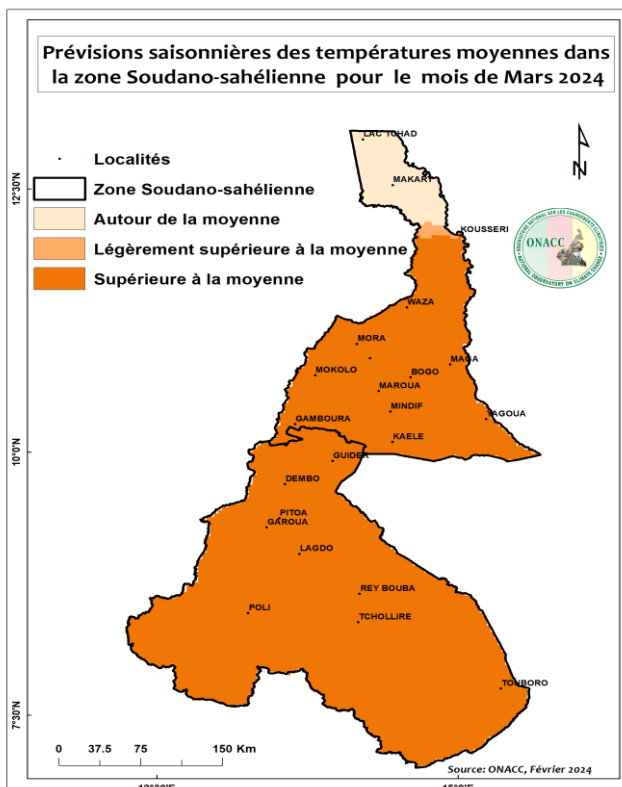 Prévisions saisonnières des températures moyennes dans
la zone Soudano-sahélienne pour le mois de Mars 2024
LAC TCHAD
N
Localités
12°30'N
MAKARY
Zone Soudano-sahélienne
Autour de la moyenne
KOUSSERI
Légèrement supérieure à la moyenne
ONACC
Supérieure à la moyenne
WAZA
MORA
MAGA
MOKOLO
BOGO
MAROUA
MINDIF
YAGOUA
GAMBOURA
KAELE
10°0'N
GUIDER
DEMBO
PITOA
GAROUA
LAGDO
REY BOUBA
POLI
TCHOLLIRE
TOUBORO
7°30'N
0 37.5 75 150 Km
Source: ONACC, Février 2024